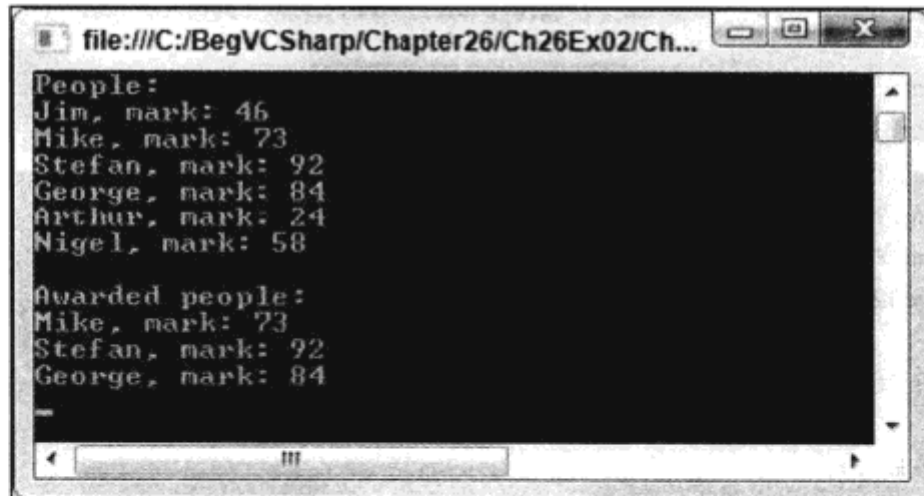 file:///C:/BegVCSharp/Chapter26/Ch26Ex02/Ch...
People:
Jim, mark: 46
Mike, mark: 73
Stefan, mark: 92
George, mark: 84
Arthur, mark: 24
Nigel, mark: 58
Awarded people:
Mike, mark: 73
Stefan, mark: 92
George, mark: 84